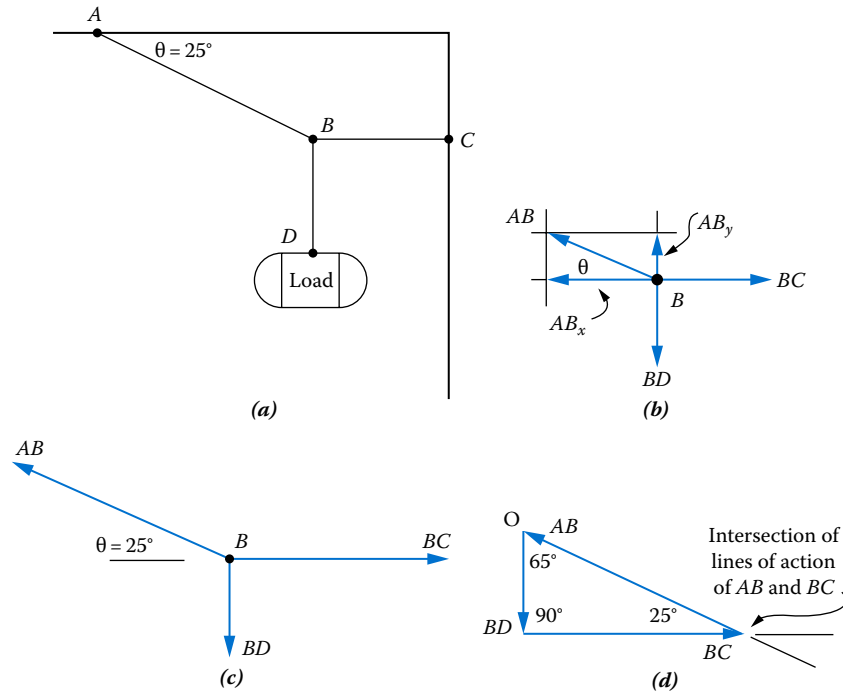 A
θ = 25°
B
C
D
Load
(a)
AB
AB_y
θ
B
BC
AB_x
BD
(b)
AB
θ = 25°
B
BC
BD
(c)
O
AB
65°
BD
90°
25°
BC
Intersection of
lines of action
of AB and BC
(d)